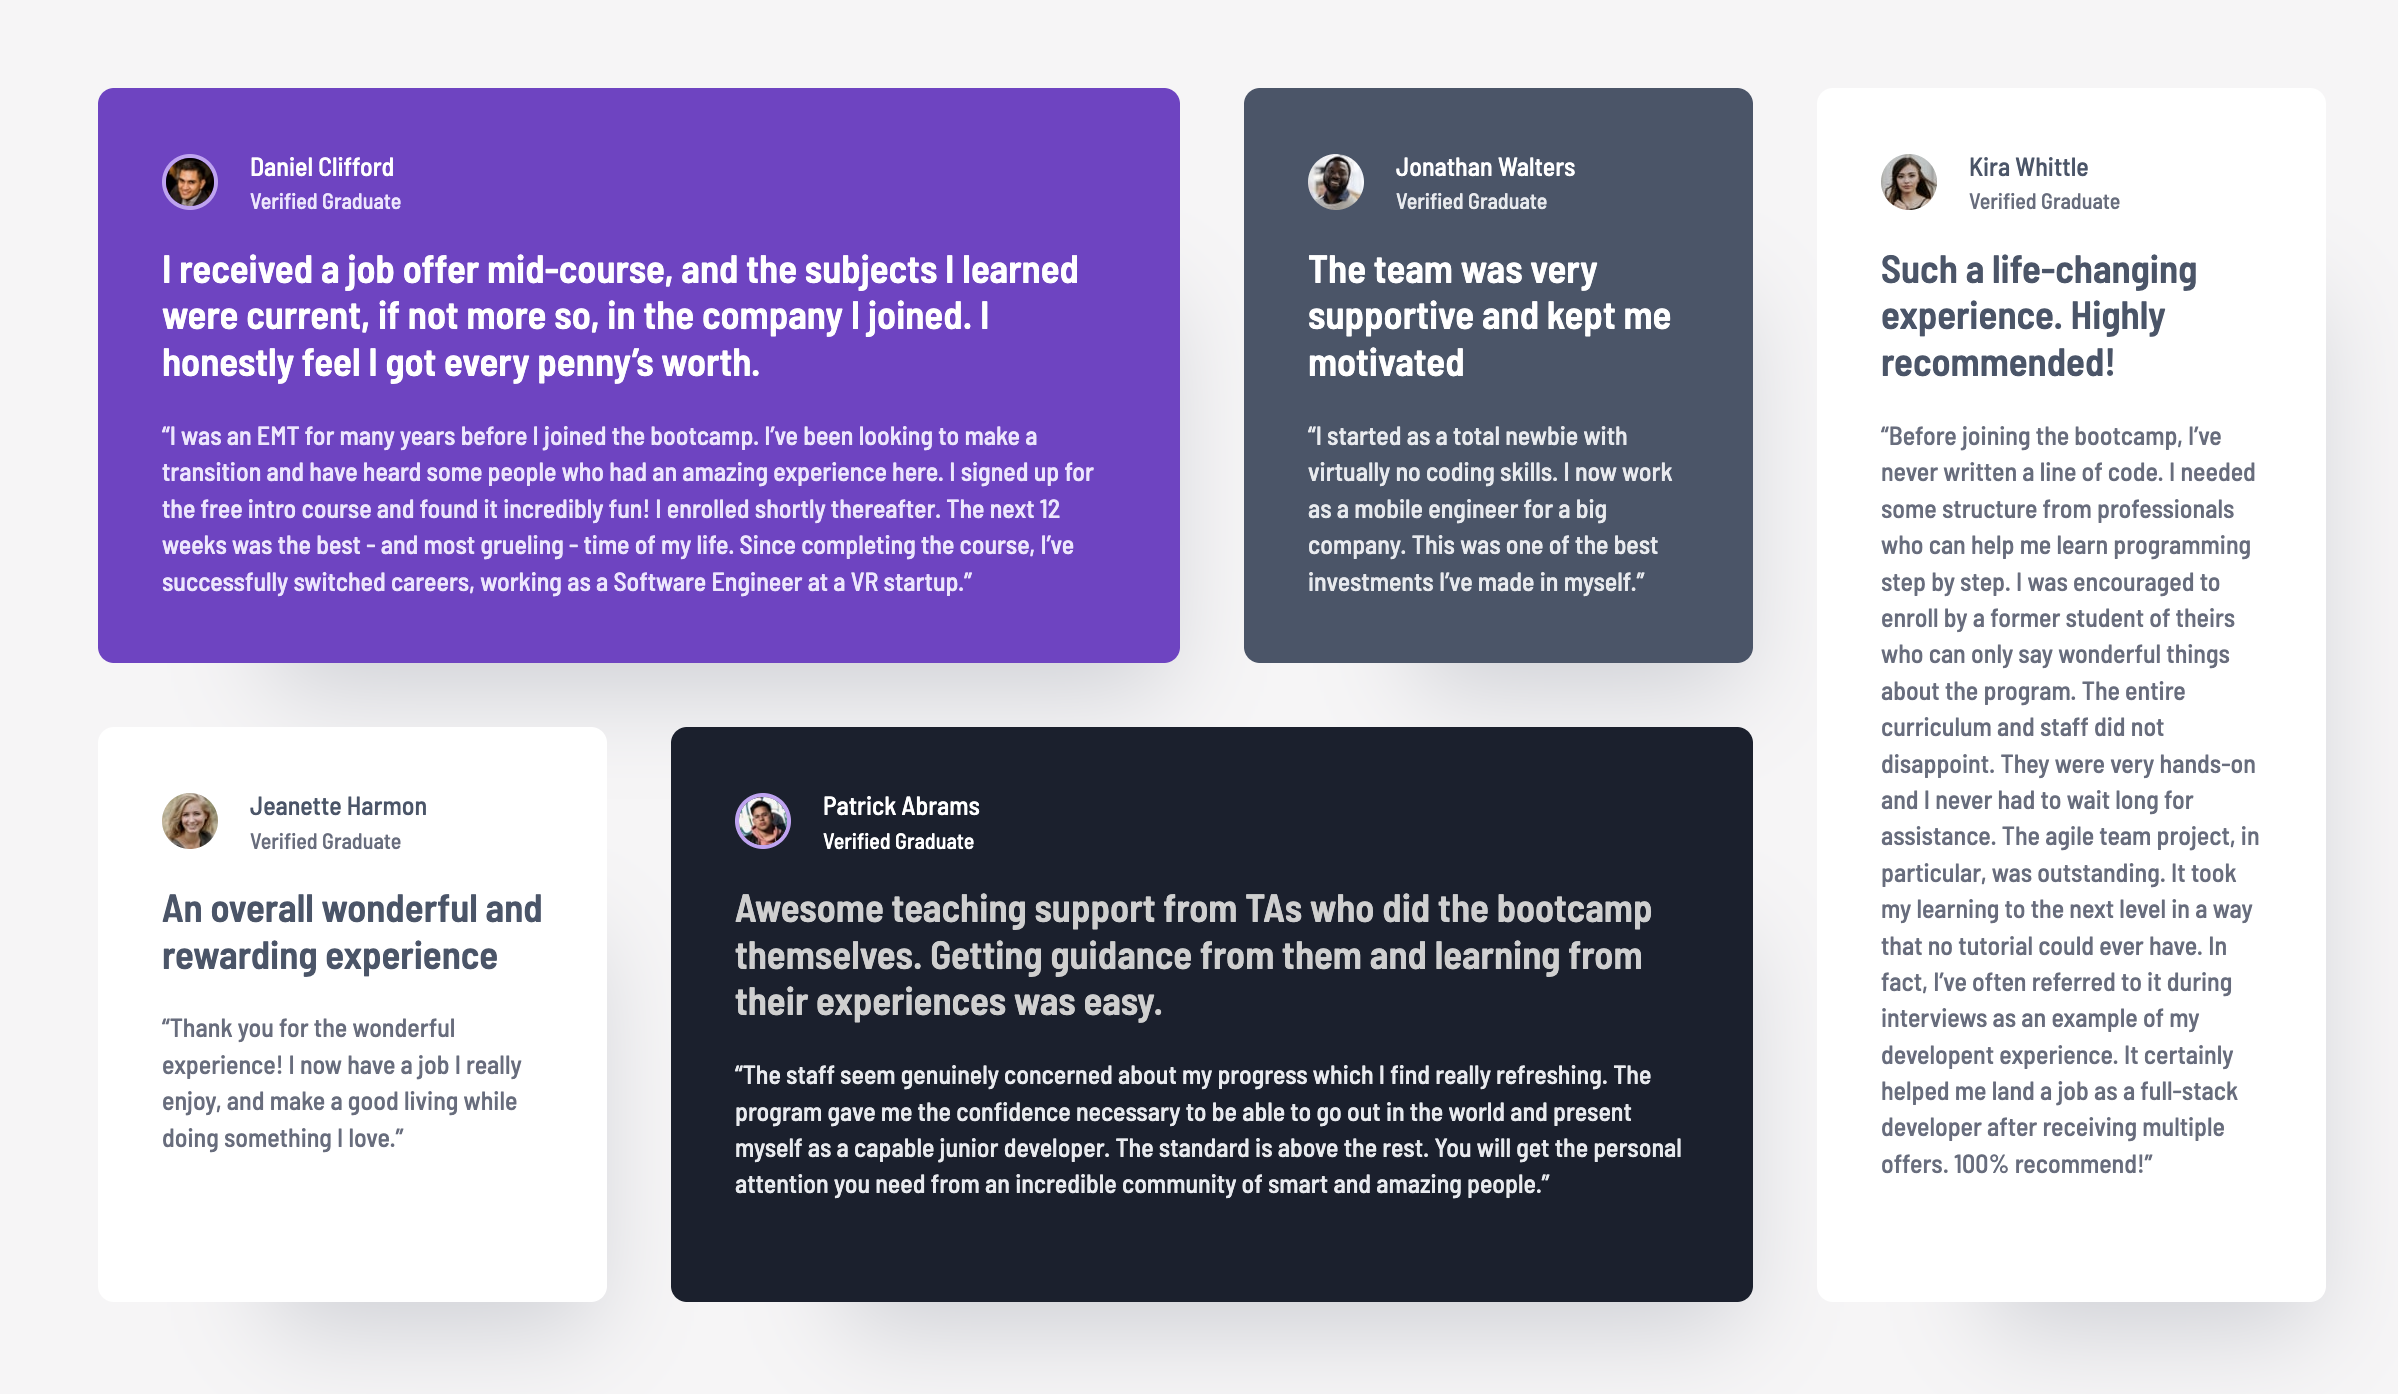 Daniel Clifford
Verified Graduate
I received a job offer mid-course, and the subjects I learned
were current, if not more so, in the company I joined. I
honestly feel I got every penny’s worth.
“I was an EMT for many years before I joined the bootcamp. I’ve been looking to make a
transition and have heard some people who had an amazing experience here. I signed up for
the free intro course and found it incredibly fun! I enrolled shortly thereafter. The next 12
weeks was the best - and most grueling - time of my life. Since completing the course, I’ve
successfully switched careers, working as a Software Engineer at a VR startup.”
Jonathan Walters
Verified Graduate
The team was very
supportive and kept me
motivated
“I started as a total newbie with
virtually no coding skills. I now work
as a mobile engineer for a big
company. This was one of the best
investments I’ve made in myself.”
Kira Whittle
Verified Graduate
Such a life-changing
experience. Highly
recommended!
“Before joining the bootcamp, I’ve
never written a line of code. I needed
some structure from professionals
who can help me learn programming
step by step. I was encouraged to
enroll by a former student of theirs
who can only say wonderful things
about the program. The entire
curriculum and staff did not
disappoint. They were very hands-on
and I never had to wait long for
assistance. The agile team project, in
particular, was outstanding. It took
my learning to the next level in a way
that no tutorial could ever have. In
fact, I’ve often referred to it during
interviews as an example of my
developent experience. It certainly
helped me land a job as a full-stack
developer after receiving multiple
offers. 100% recommend!”
Jeanette Harmon
Verified Graduate
An overall wonderful and
rewarding experience
“Thank you for the wonderful
experience! I now have a job I really
enjoy, and make a good living while
doing something I love.”
Patrick Abrams
Verified Graduate
Awesome teaching support from TAs who did the bootcamp
themselves. Getting guidance from them and learning from
their experiences was easy.
“The staff seem genuinely concerned about my progress which I find really refreshing. The
program gave me the confidence necessary to be able to go out in the world and present
myself as a capable junior developer. The standard is above the rest. You will get the personal
attention you need from an incredible community of smart and amazing people.”